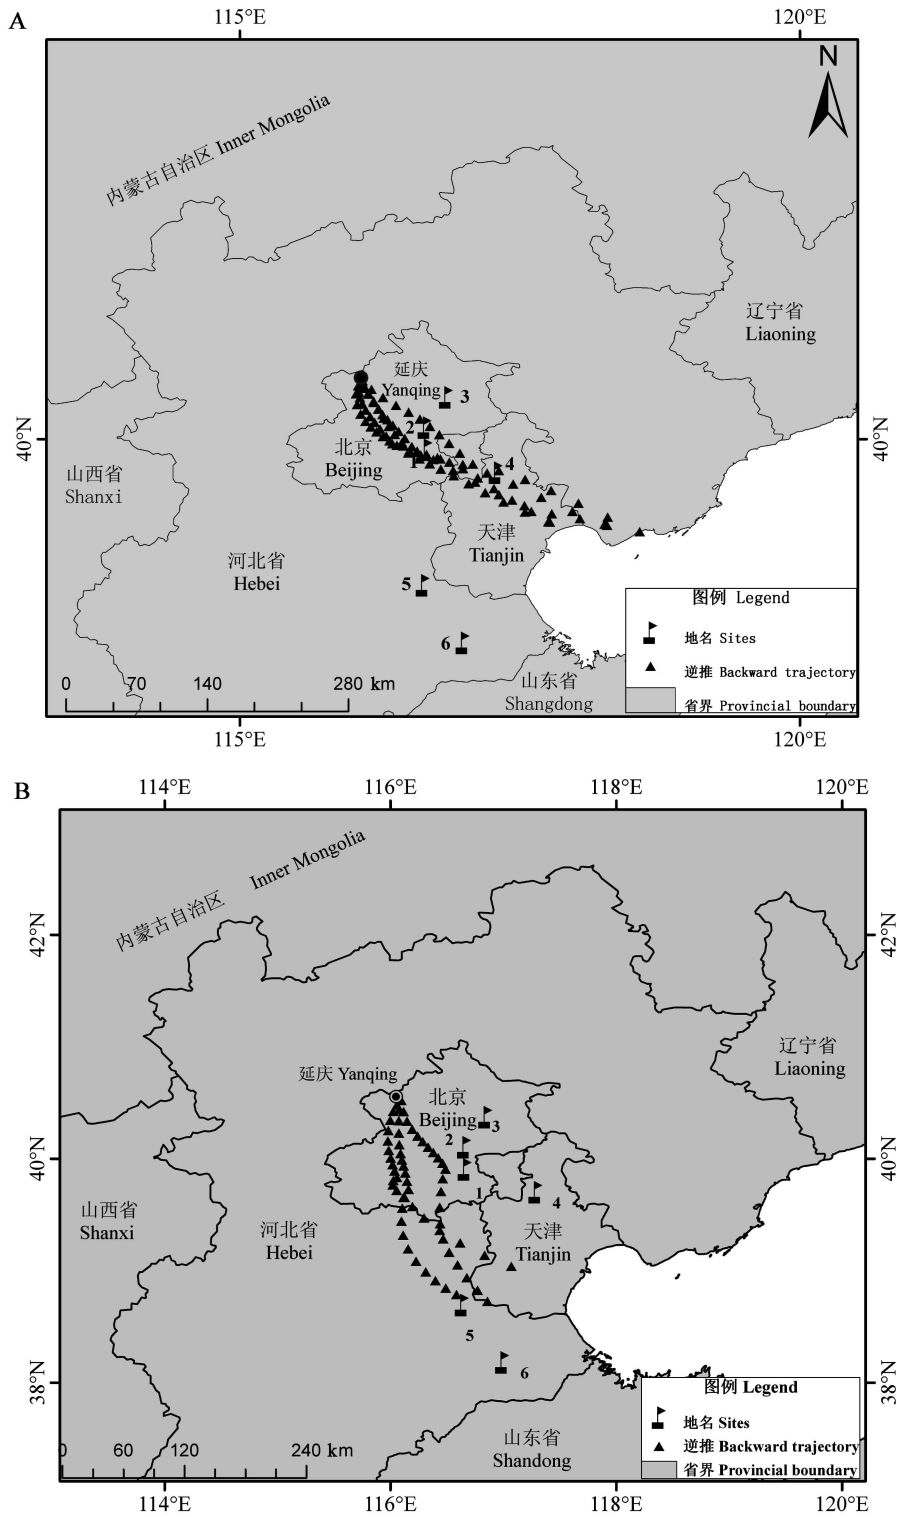 A
115°E 120°E
N
内蒙古自治区 Inner Mongolia
辽宁省
Liaoning
延庆
Yanqing
3
2
40°N 40°N
北京
Beijing
1
4
山西省
Shanxi
天津
Tianjin
河北省
Hebei
5
6
图例 Legend
地名 Sites
逆推 Backward trajectory
省界 Provincial boundary
山东省
Shangdong
0 70 140 280 km
115°E 120°E
B
114°E 116°E 118°E 120°E
内蒙古自治区 Inner Mongolia
42°N 42°N
辽宁省
Liaoning
延庆 Yanqing
北京
Beijing
3
2
40°N 40°N
1
4
山西省
Shanxi
河北省
Hebei
天津
Tianjin
5
6
38°N 38°N
图例 Legend
地名 Sites
逆推 Backward trajectory
省界 Provincial boundary
山东省
Shandong
0 60 120 240 km
114°E 116°E 118°E 120°E